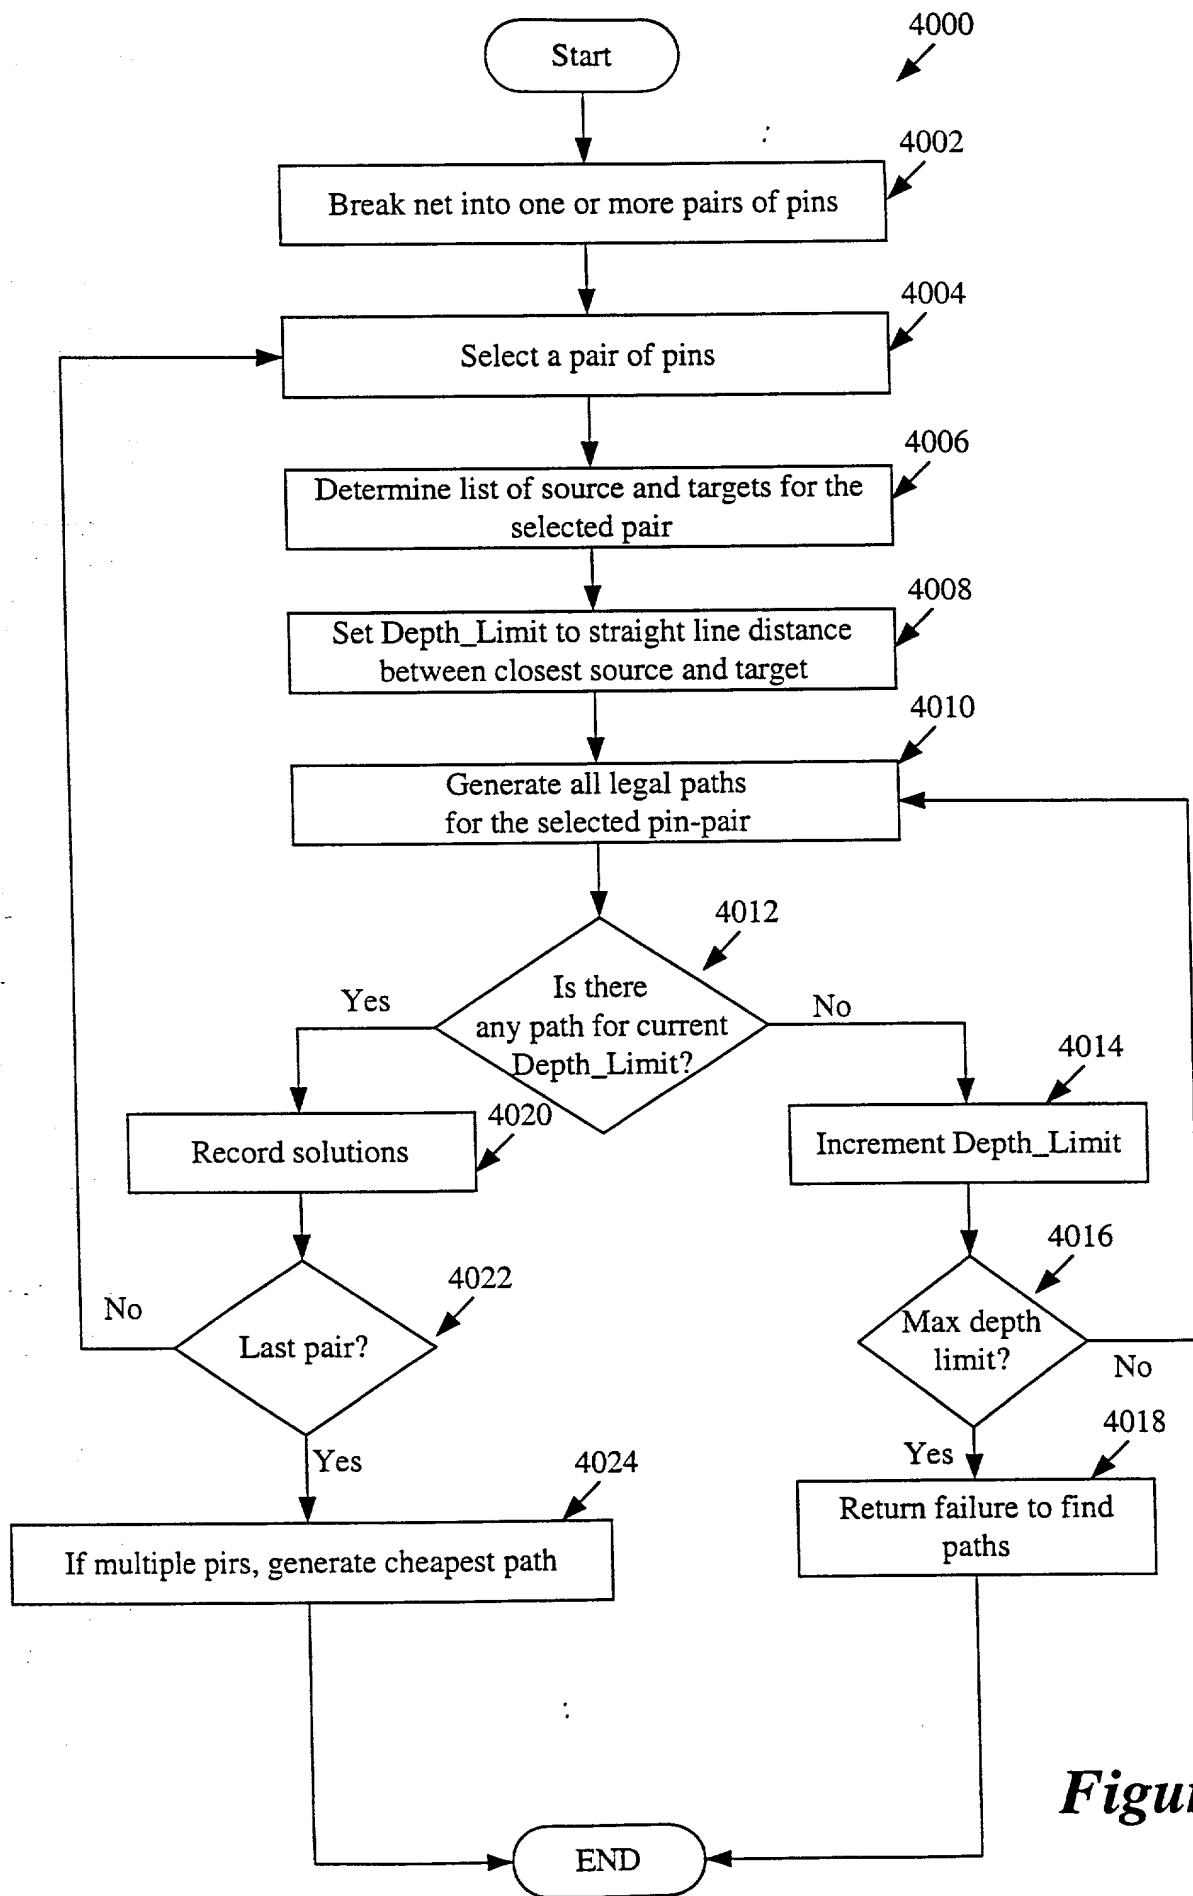 4000
Start
4002
Break net into one or more pairs of pins
4004
Select a pair of pins
4006
Determine list of source and targets for the
selected pair
4008
Set Depth_Limit to straight line distance
between closest source and target
4010
Generate all legal paths
for the selected pin-pair
4012
Is there
any path for current
Depth_Limit?
Yes
No
4014
Increment Depth_Limit
4020
Record solutions
4016
Max depth
limit?
No
4022
Last pair?
No
Yes
4018
Yes
Return failure to find
paths
4024
If multiple pirs, generate cheapest path
END